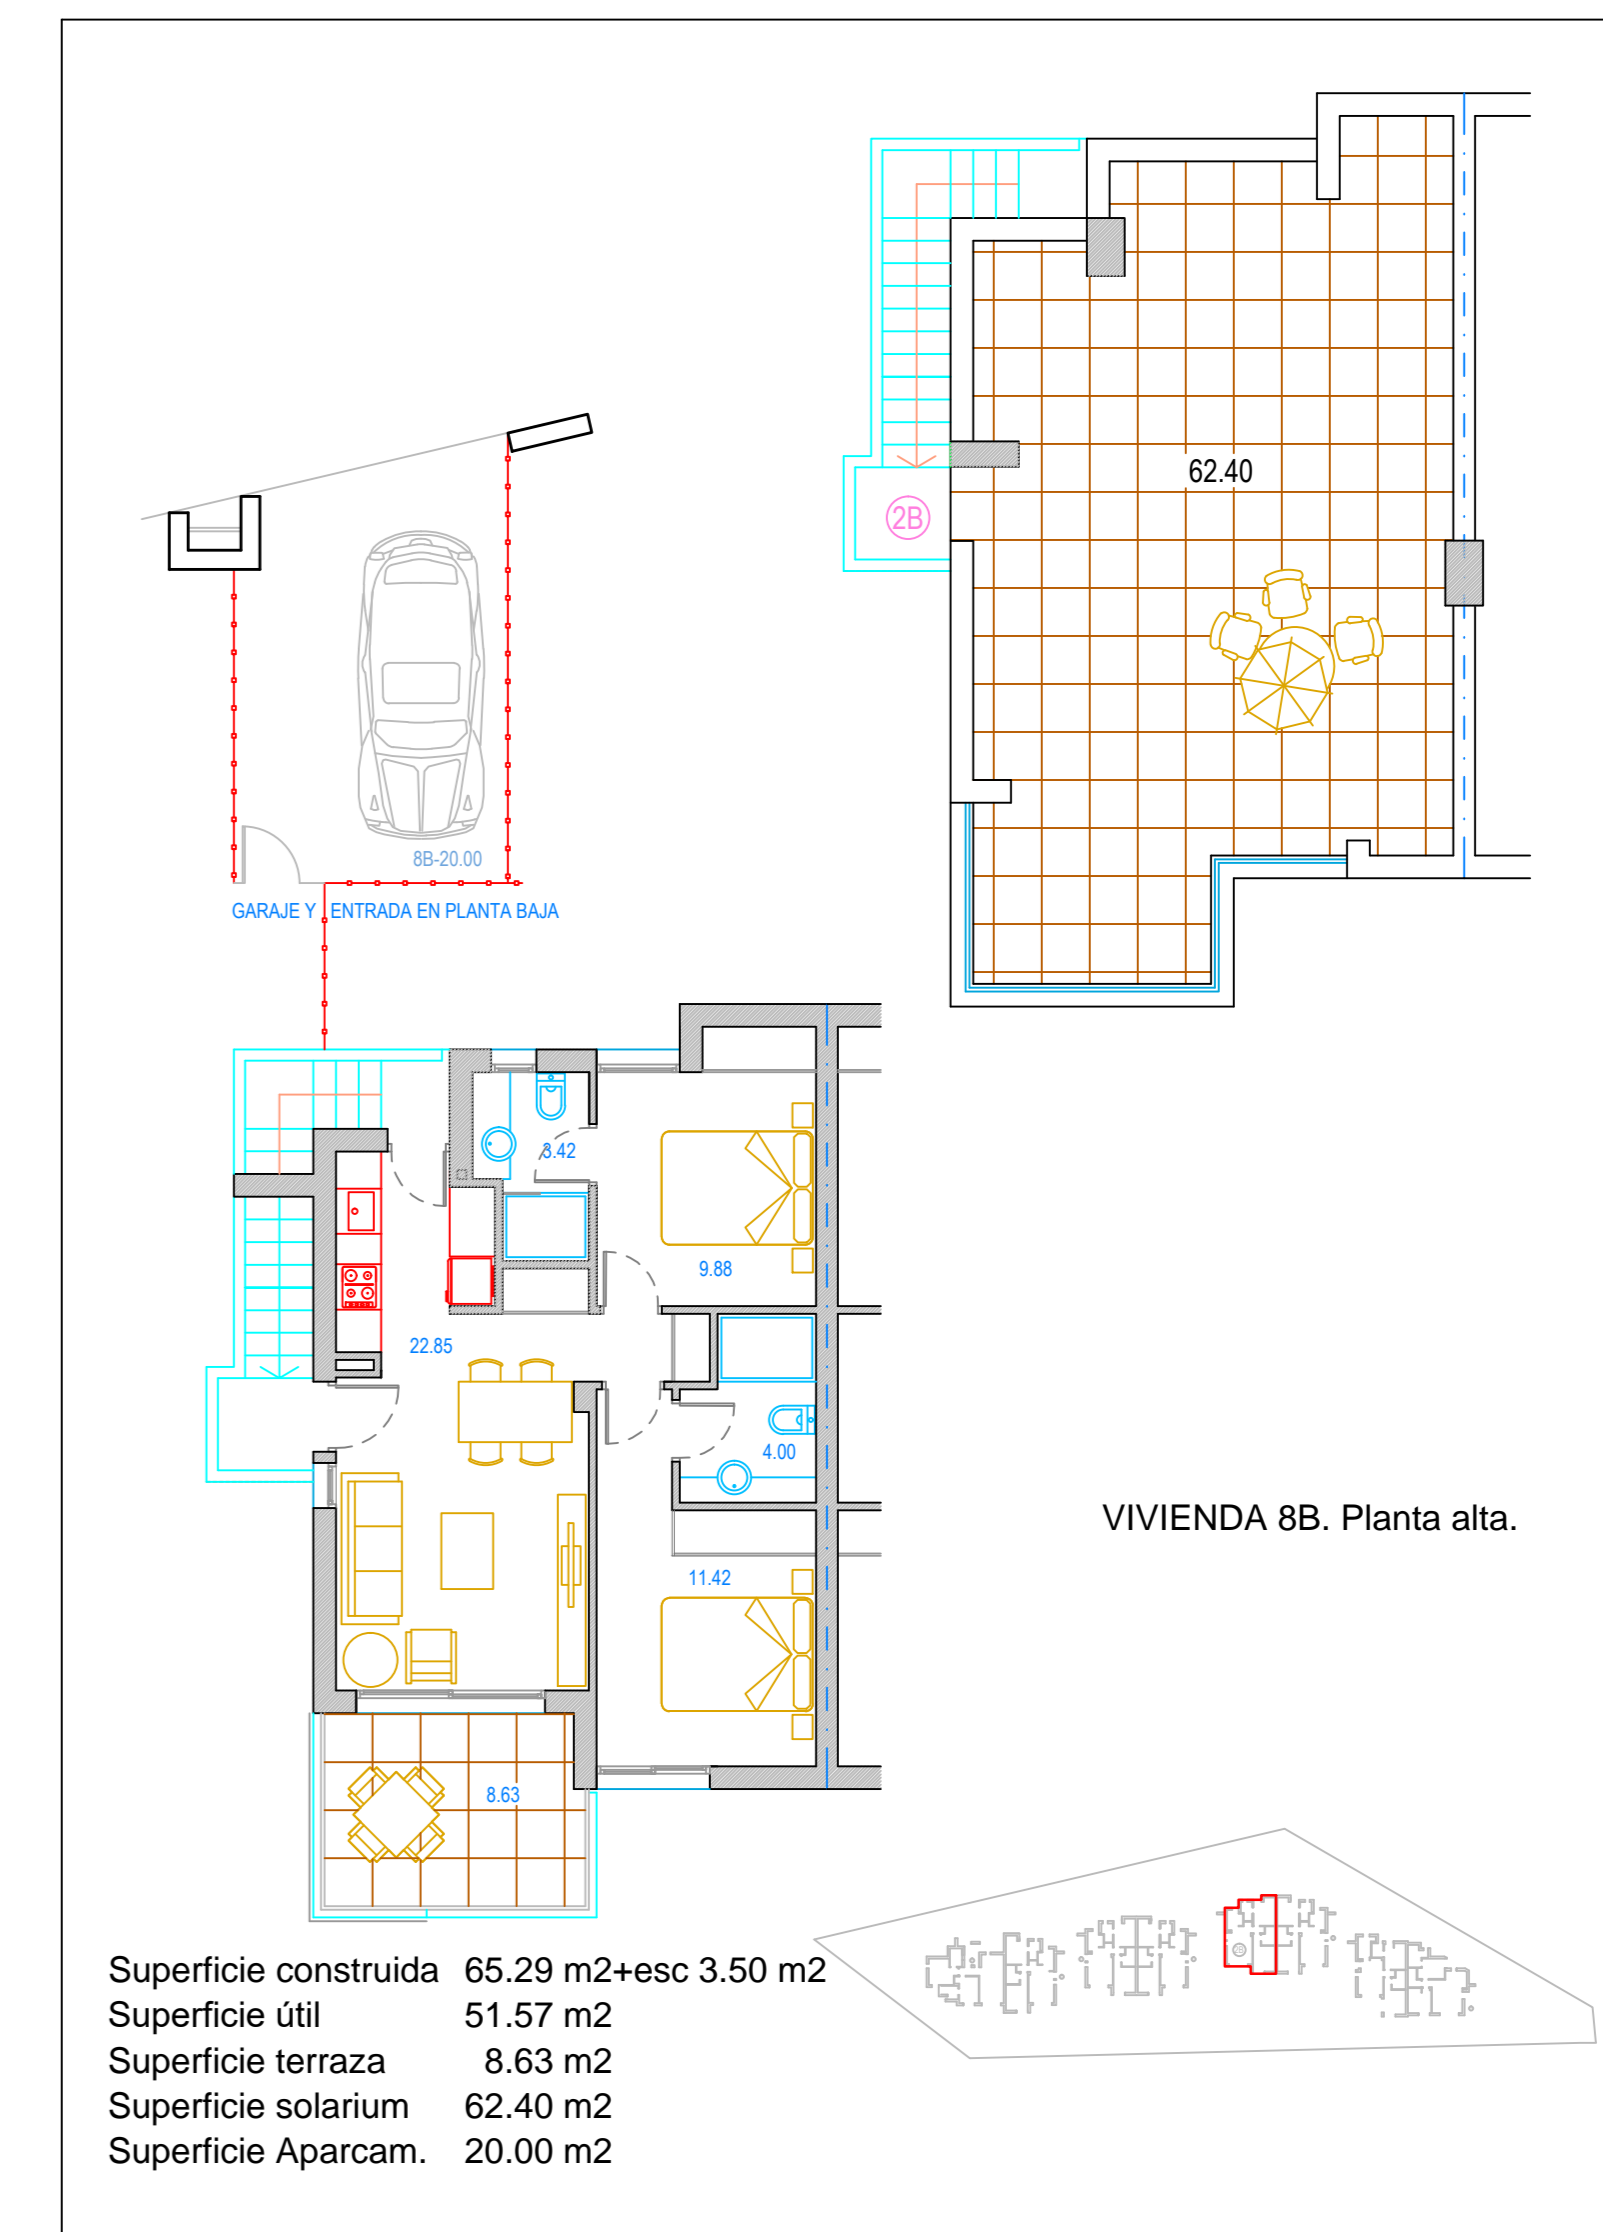 62.40
2B
8B-20.00
GARAJE Y ENTRADA EN PLANTA BAJA
3.42
9.88
22.85
4.00
VIVIENDA 8B. Planta alta.
11.42
8.63
Superficie construida 65.29 m2+esc 3.50 m2
Superficie útil 51.57 m2
Superficie terraza 8.63 m2
Superficie solarium 62.40 m2
Superficie Aparcam. 20.00 m2